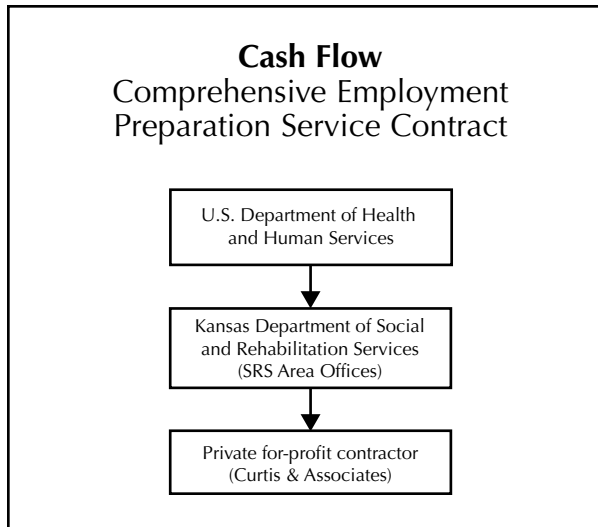 Cash Flow
Comprehensive Employment
Preparation Service Contract
U.S. Department of Health
and Human Services
Kansas Department of Social
and Rehabilitation Services
(SRS Area Offices)
Private for-profit contractor
(Curtis & Associates)